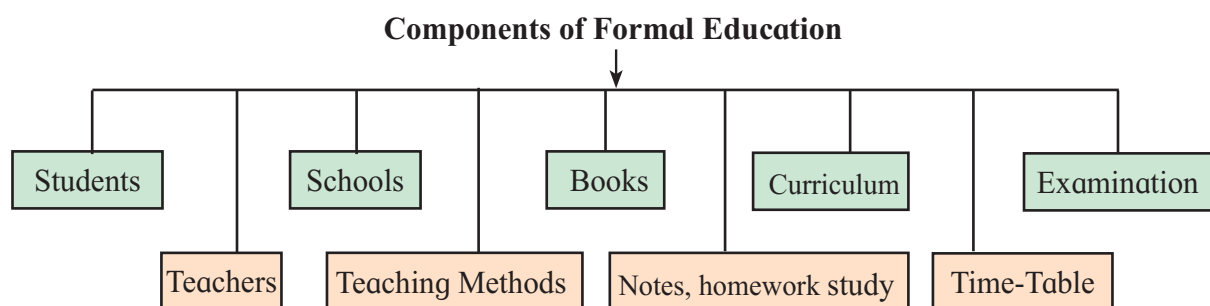 Components of Formal Education
Students
Schools
Books
Curriculum
Examination
Teachers
Teaching Methods
Notes, homework study
Time-Table